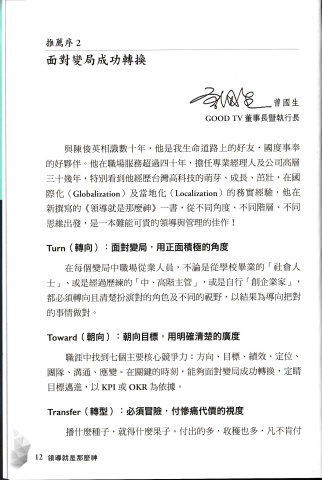 推薦序 2
面對變局成功轉換
曾國生
GOOD TV 董事長暨執行長
與陳俊英相識數十年,他是我生命道路上的好友,國度事奉
的好夥伴。他在職場服務超過四十年,擔任專業經理人及公司高層
三十幾年,特別看到他經歷台灣高科技的萌芽、成長、茁壯,在國
際化(Globalization)及當地化(Localization)的務實經驗,他在
新撰寫的《領導就是那麼神》一書,從不同角度、不同階層、不同
思維出發,是一本難能可貴的領導與管理的佳作!
Turn(轉向):面對變局,用正面積極的角度
在每個變局中職場從業人員,不論是從學校畢業的「社會人
士」、或是經過歷練的「中、高階主管」,或是自行「創企業家」,
都必須轉向且清楚扮演對的角色及不同的視野,以結果為導向把對
的事情做對。
Toward(朝向):朝向目標,用明確清楚的廣度
職涯中找到七個主要核心競爭力:方向、目標、績效、定位、
團隊、溝通、應變。在關鍵的時刻,能夠面對變局成功轉換,定睛
目標邁進,以 KPI 或 OKR 為依據。
Transfer(轉型):必須冒險,付慘痛代價的視度
播什麼種子,就得什麼果子。付出的多,收穫也多,凡不肯付
12 領導就是那麼神